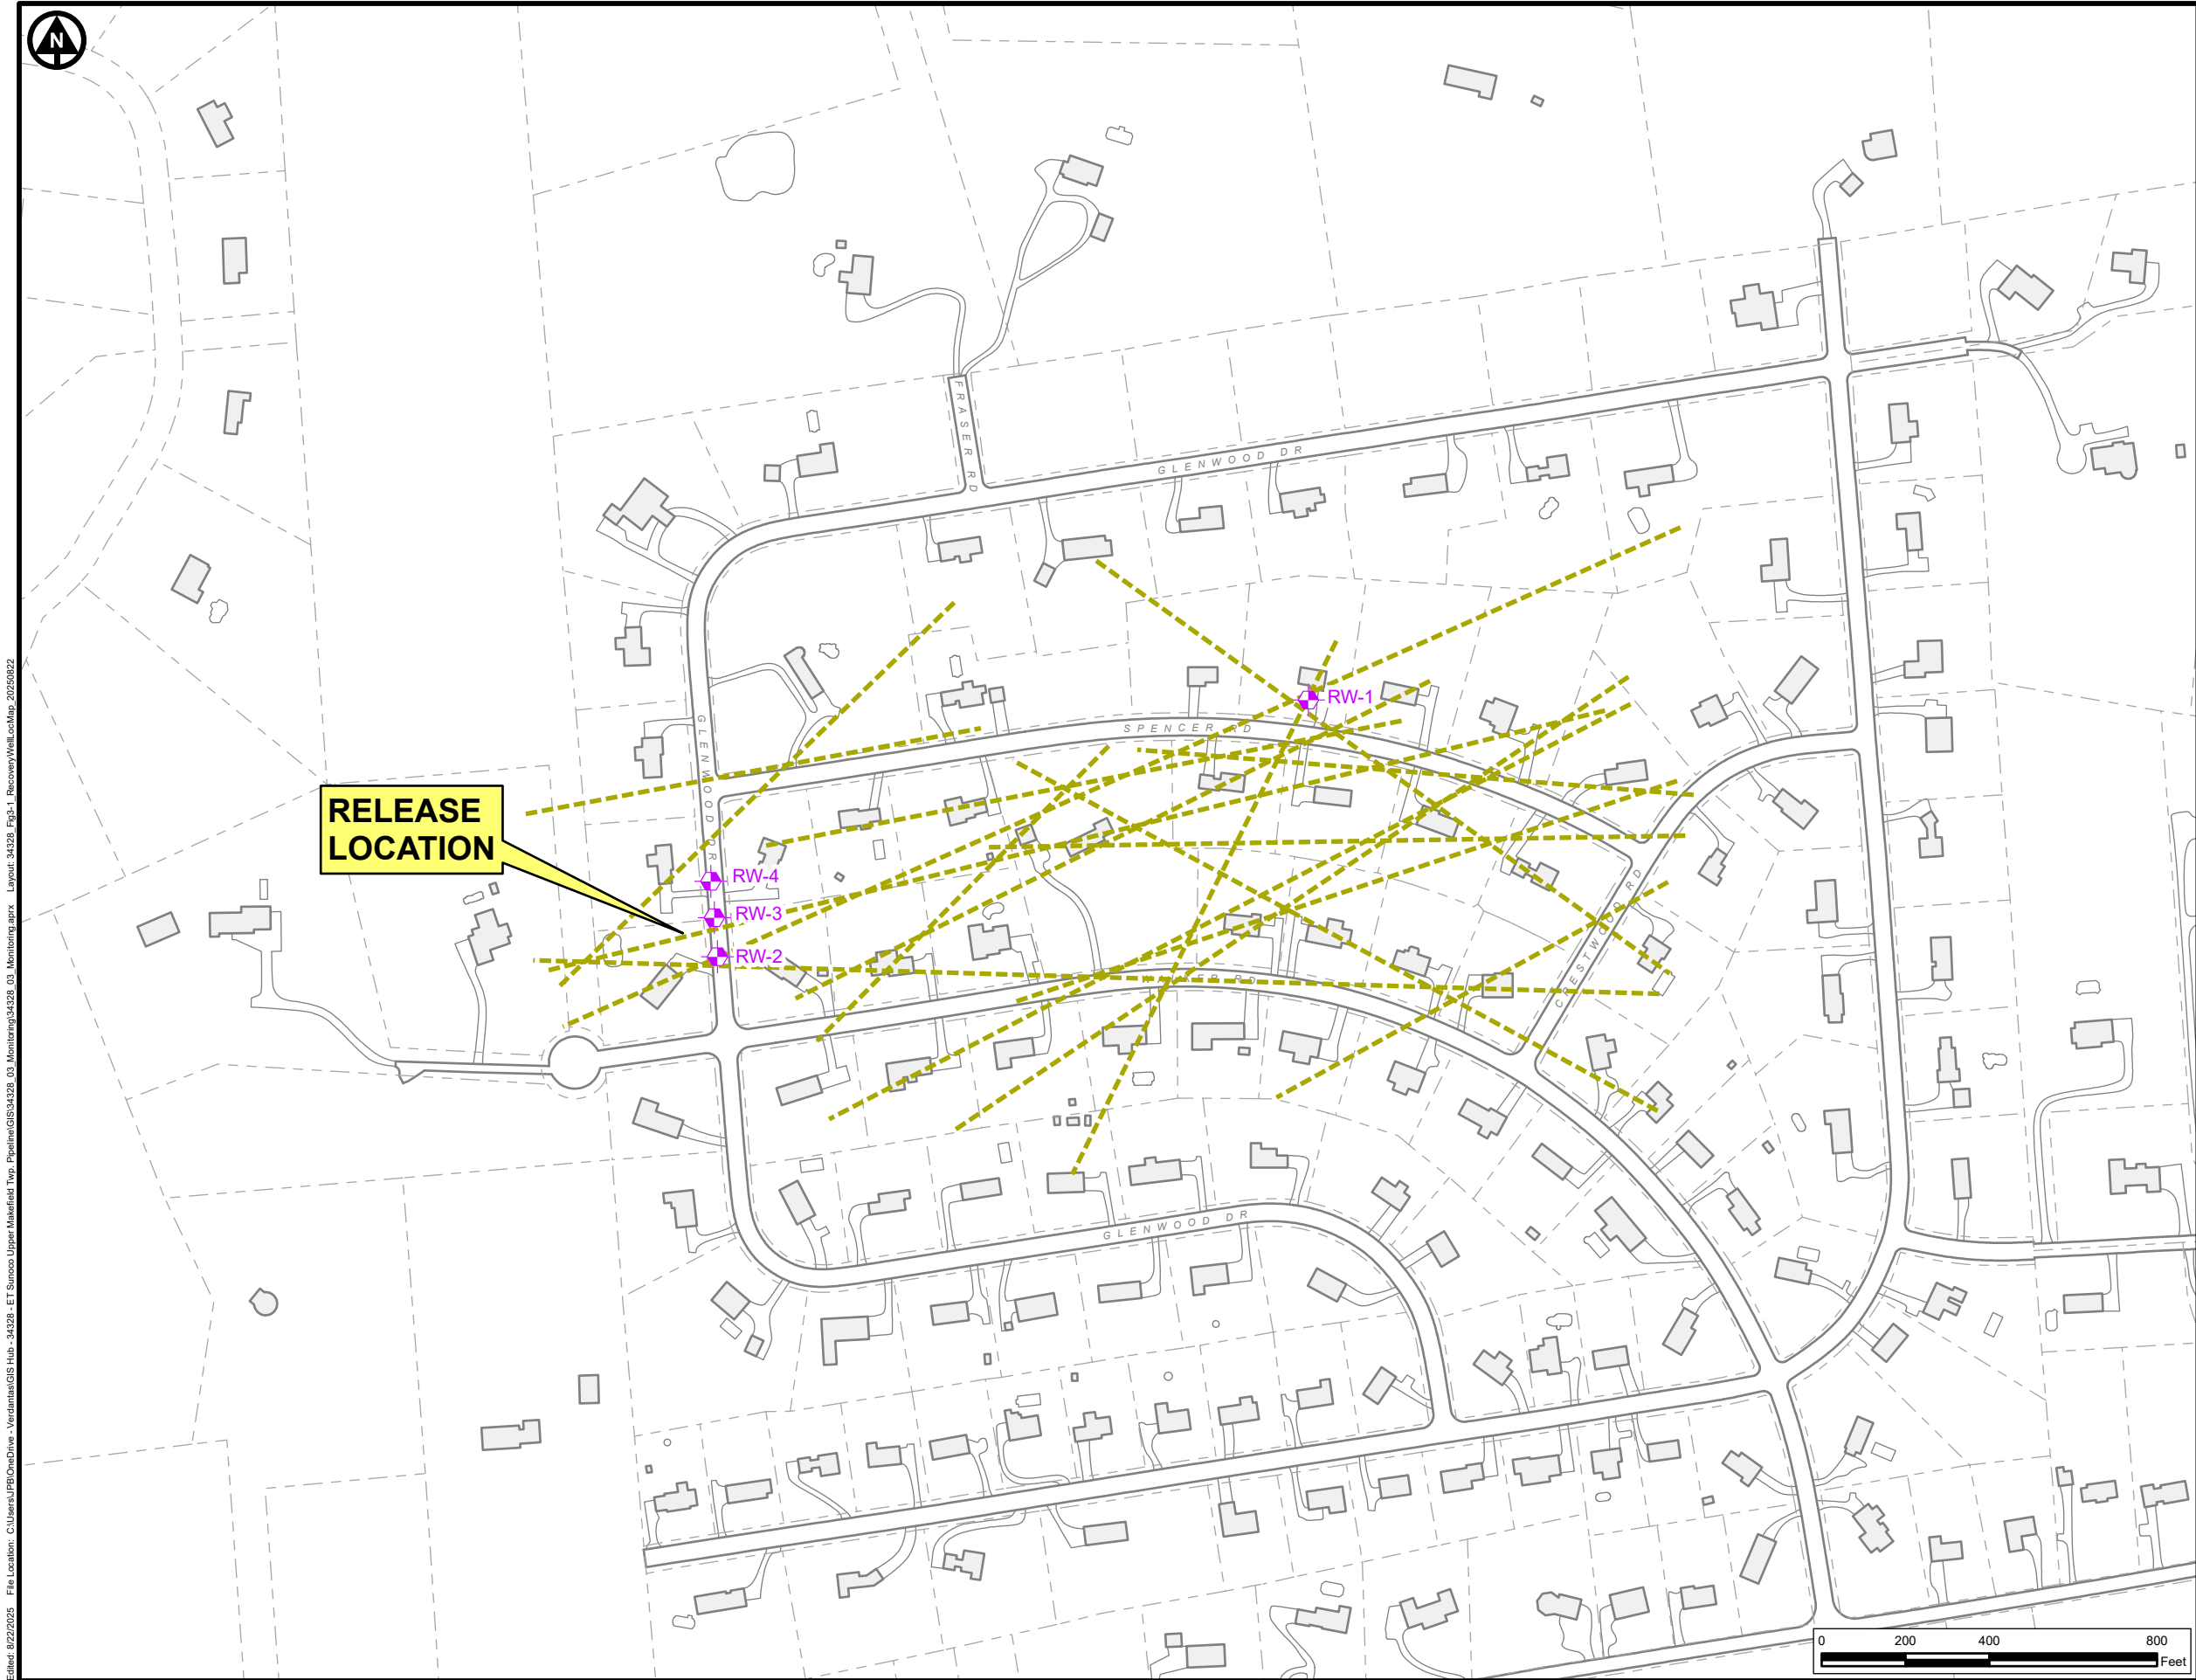 N
FRASER RD
GLENWOOD DR
RW-1
SPENCER RD
GLENWOOD DR
RELEASE
LOCATION
RW-4
RW-3
CRESTWOOD RD
RW-2
WALKER RD
GLENWOOD DR
0 200 400 800
Feet
Edited: 8/22/2025 File Location: C:\Users\JPB\OneDrive - Verdantas\GIS Hub - 34328 - ET Sunoco Upper Makefield Twp. Pipeline\GIS\34328_03_Monitoring\34328_03_Monitoring.aprx Layout: 34328_Fig3-1_RecoveryWellLocMap_20250822